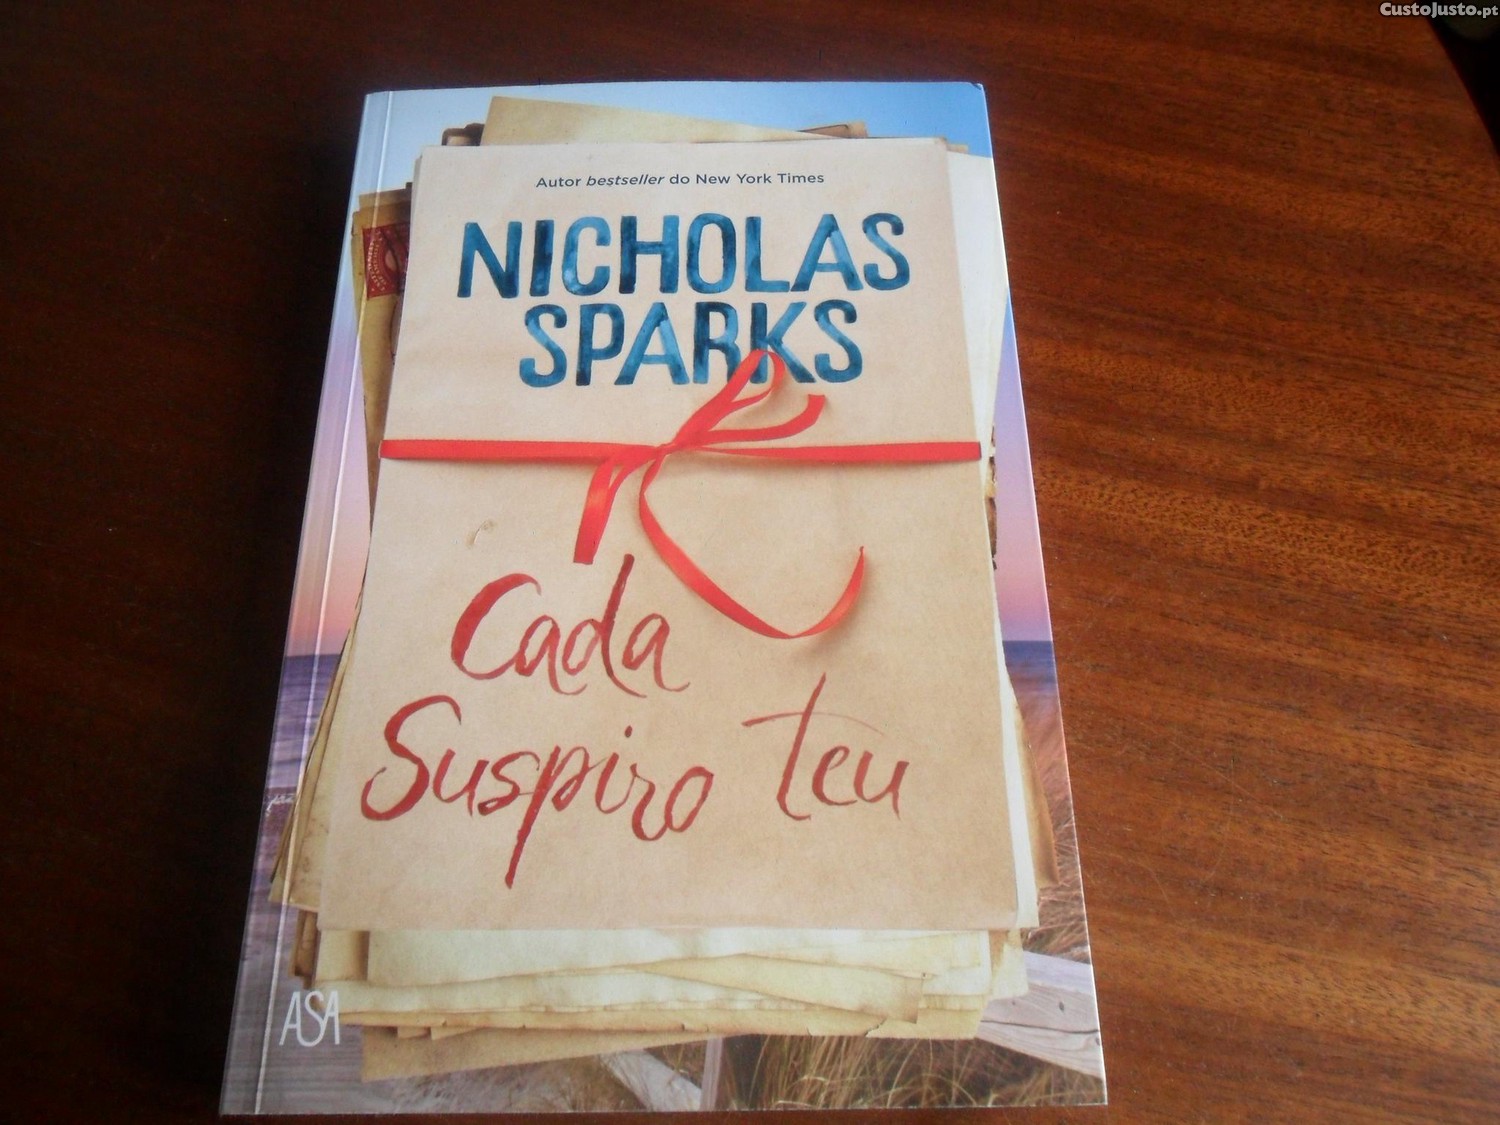 CustoJusto.pt
Autor bestseller do New York Times
NICHOLAS
SPARKS
Cada
Suspiro teu
ASA